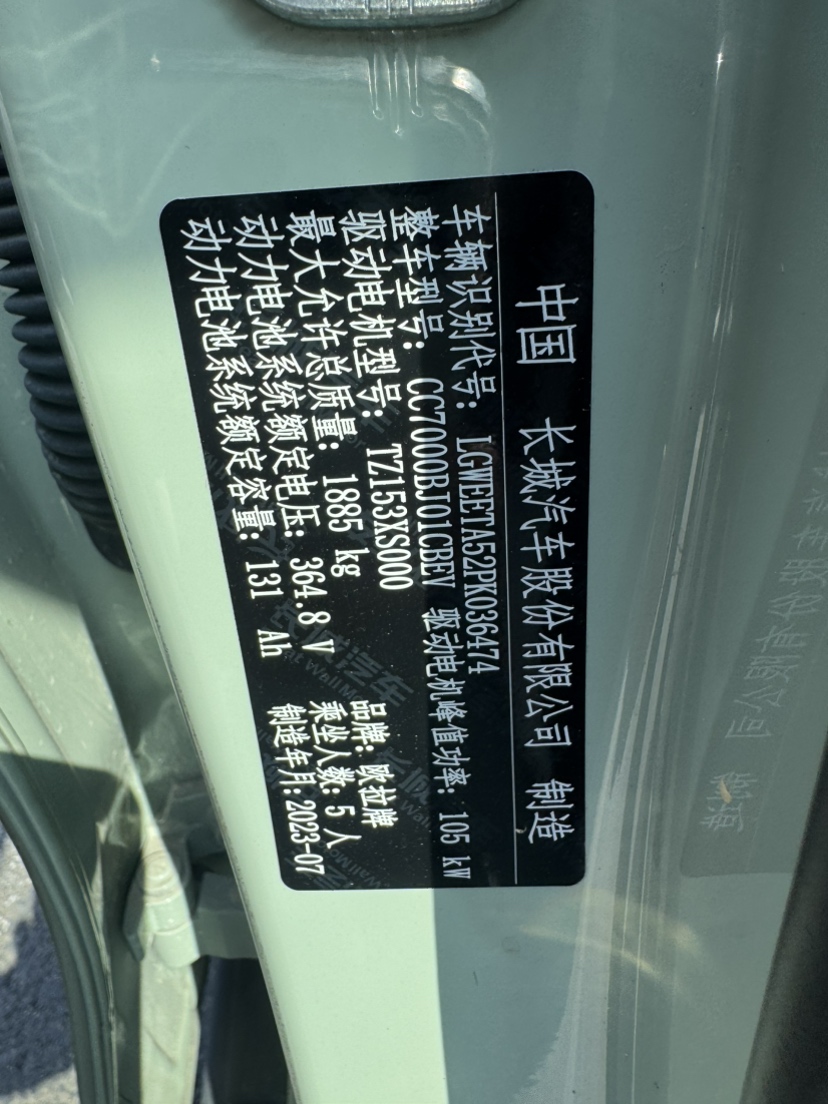 中国 长城汽车股份有限公司 制造
车辆识别代号: LGWEETA52PK036474
整车型号: CC7000BJ01CBEV 驱动电机峰值功率: 105 kW
驱动电机型号: TZ153XS000 品牌: 欧拉牌
最大允许总质量: 1885 kg 乘坐人数: 5 人
动力电池系统额定电压: 364.8 V 制造年月: 2023-07
动力电池系统额定容量: 131 Ah
长城汽车